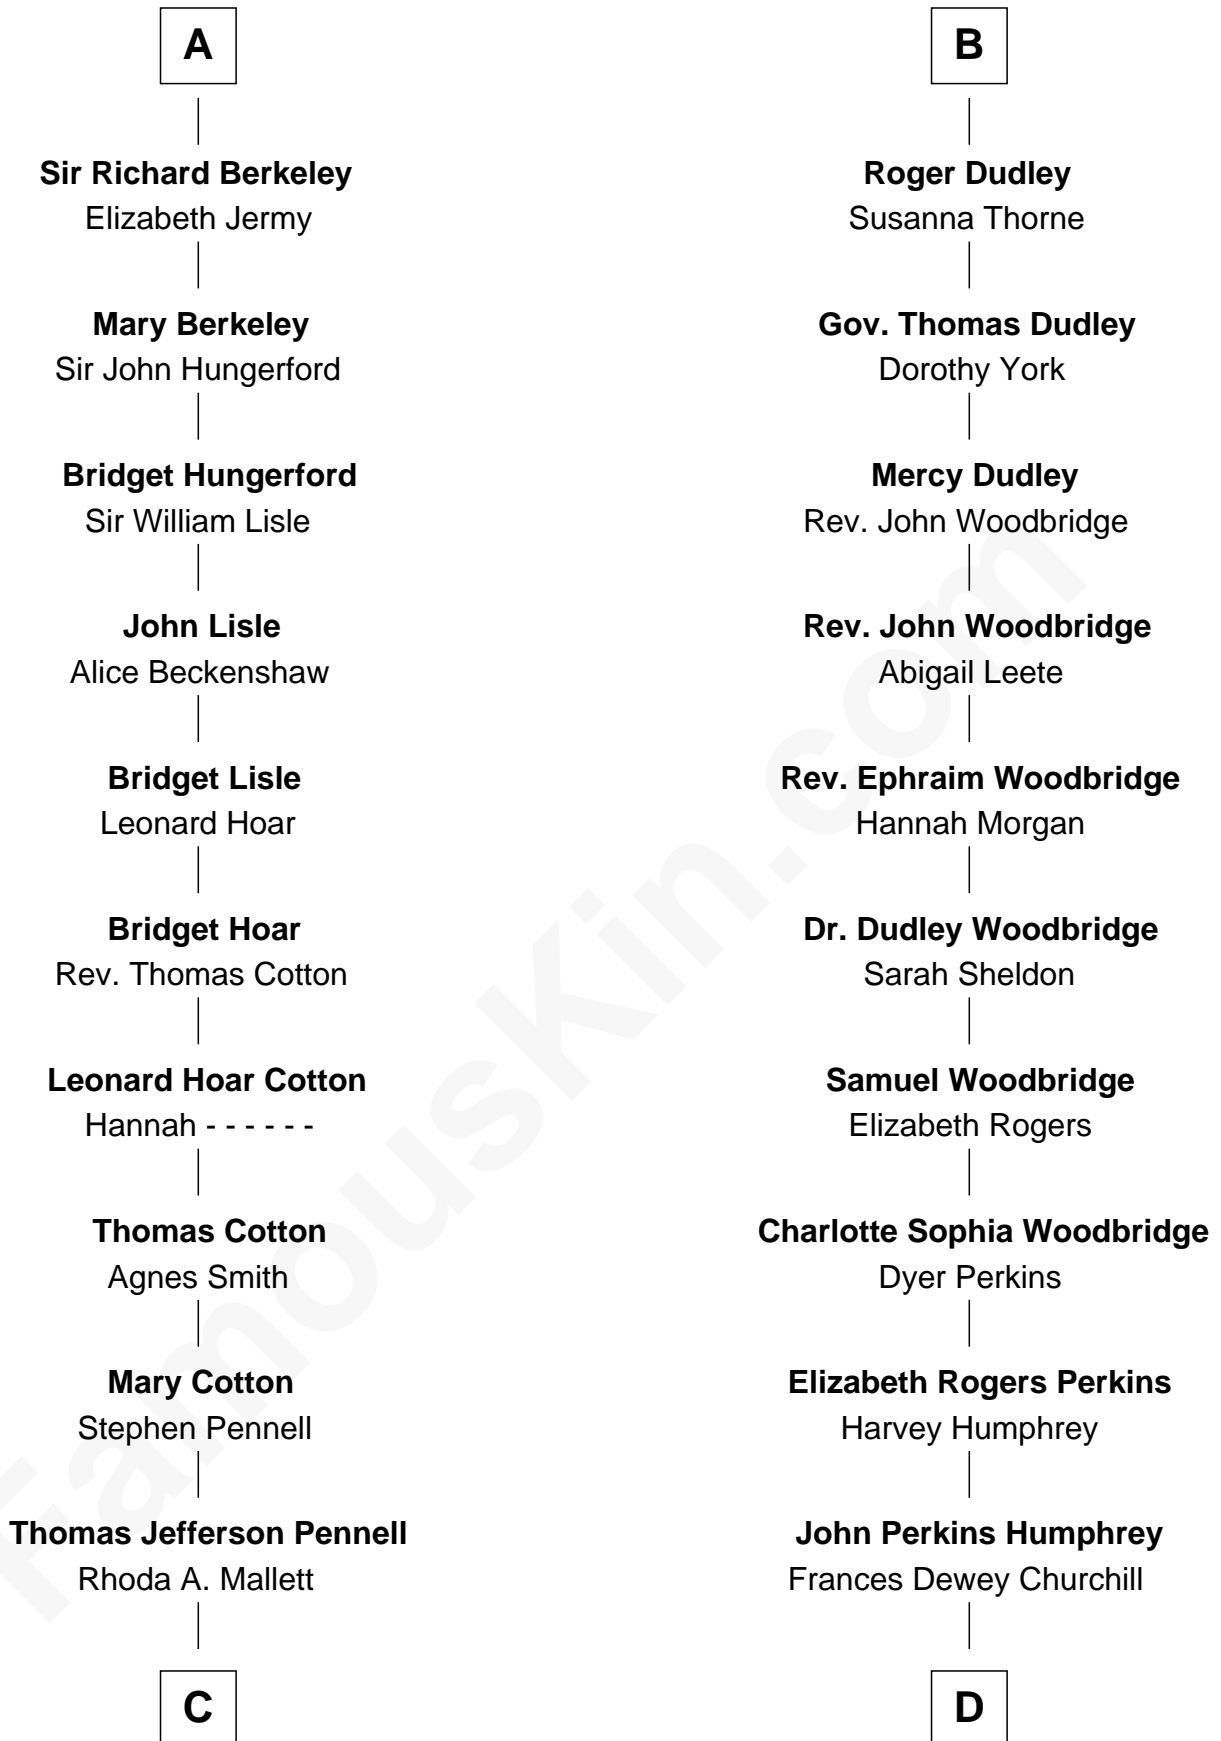 A
Sir Richard Berkeley
Elizabeth Jermy
Mary Berkeley
Sir John Hungerford
Bridget Hungerford
Sir William Lisle
John Lisle
Alice Beckenshaw
Bridget Lisle
Leonard Hoar
Bridget Hoar
Rev. Thomas Cotton
Leonard Hoar Cotton
Hannah - - - - - -
Thomas Cotton
Agnes Smith
Mary Cotton
Stephen Pennell
Thomas Jefferson Pennell
Rhoda A. Mallett
C
B
Roger Dudley
Susanna Thorne
Gov. Thomas Dudley
Dorothy York
Mercy Dudley
Rev. John Woodbridge
Rev. John Woodbridge
Abigail Leete
Rev. Ephraim Woodbridge
Hannah Morgan
Dr. Dudley Woodbridge
Sarah Sheldon
Samuel Woodbridge
Elizabeth Rogers
Charlotte Sophia Woodbridge
Dyer Perkins
Elizabeth Rogers Perkins
Harvey Humphrey
John Perkins Humphrey
Frances Dewey Churchill
D
FamousKin.com